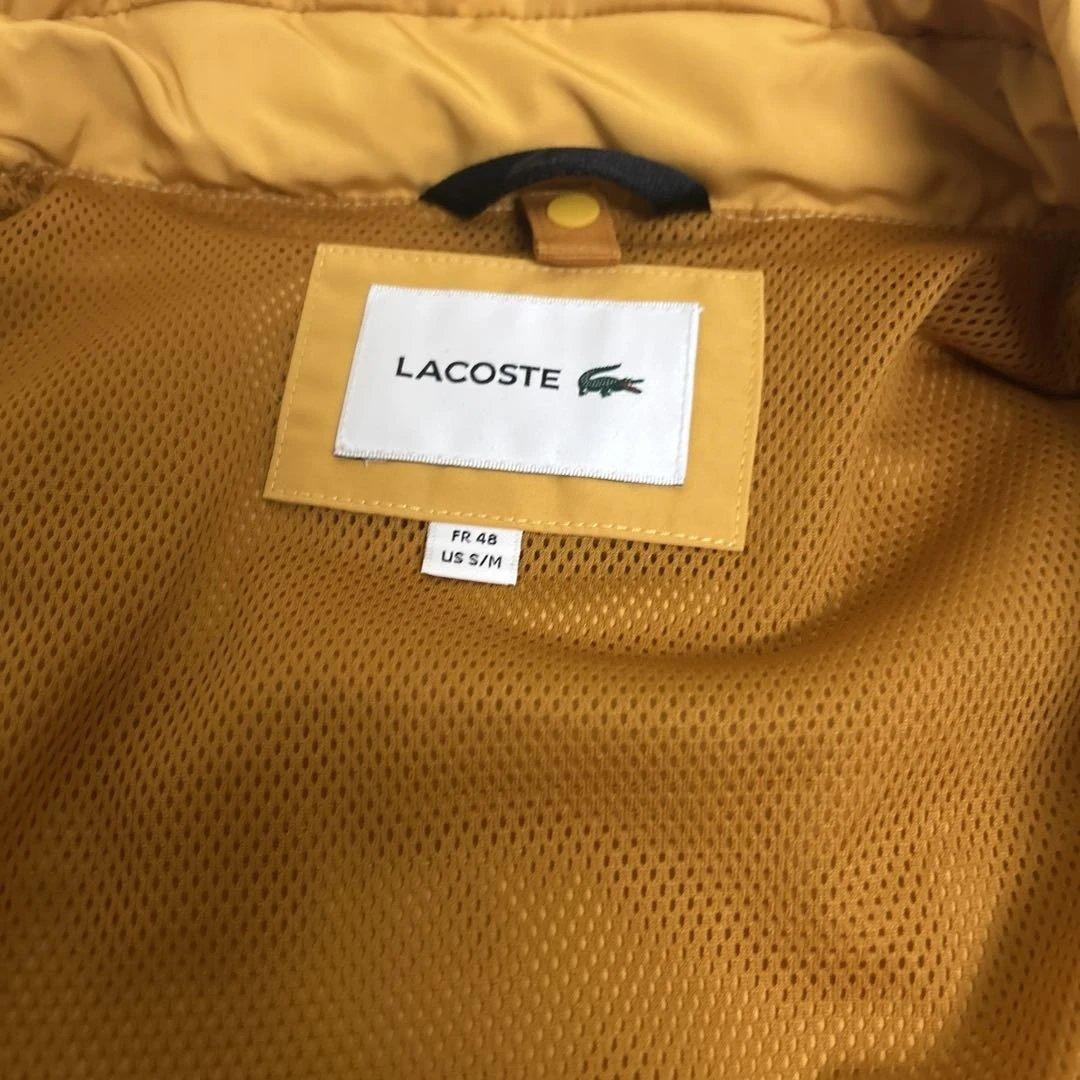 LACOSTE
FR 48
US S/M